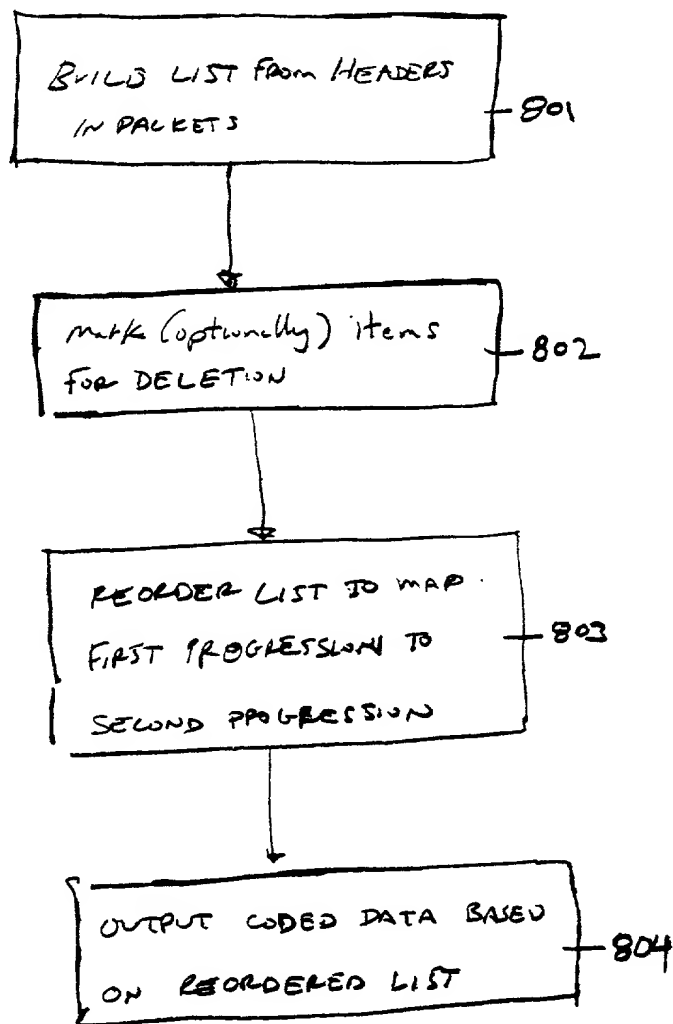 BUILD LIST FROM HEADERS
IN PACKETS
801
Mark (optionally) items
FOR DELETION
802
REORDER LIST TO MAP
FIRST PROGRESSION TO
SECOND PROGRESSION
803
OUTPUT CODED DATA BASED
ON REORDERED LIST
804